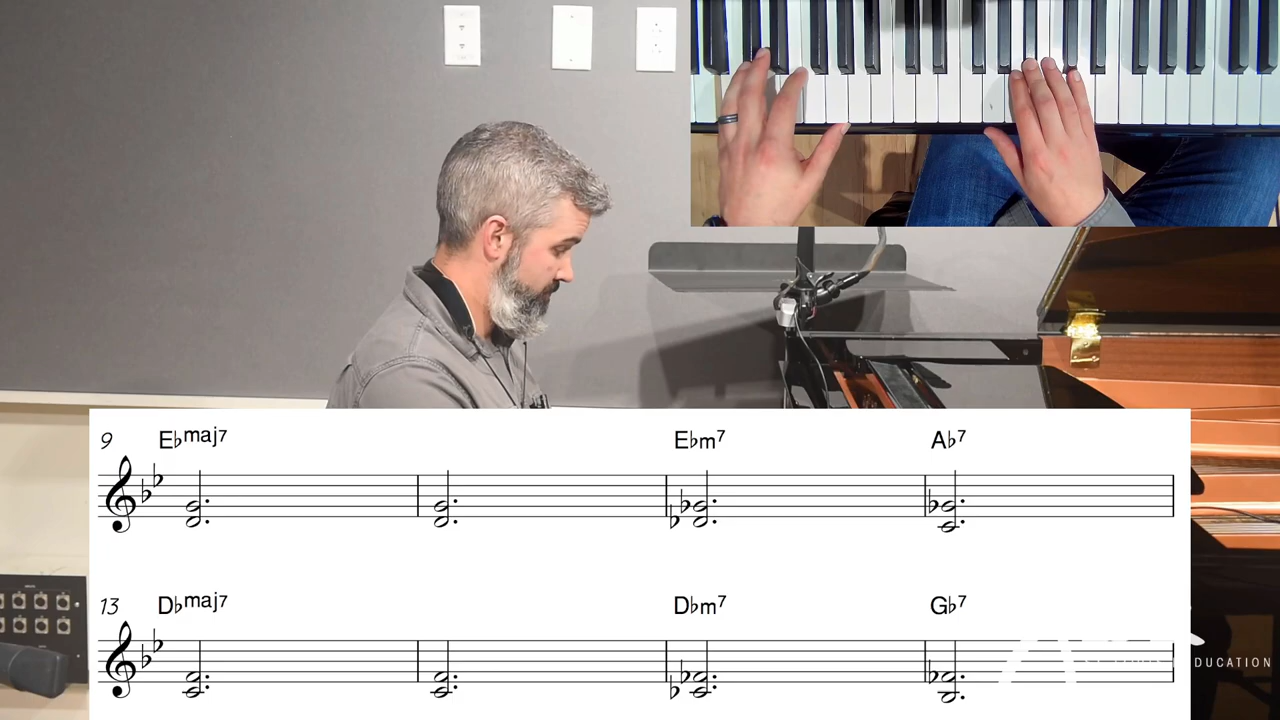 9 E♭maj7 E♭m7 A♭7
13 D♭maj7 D♭m7 G♭7
DUCATION